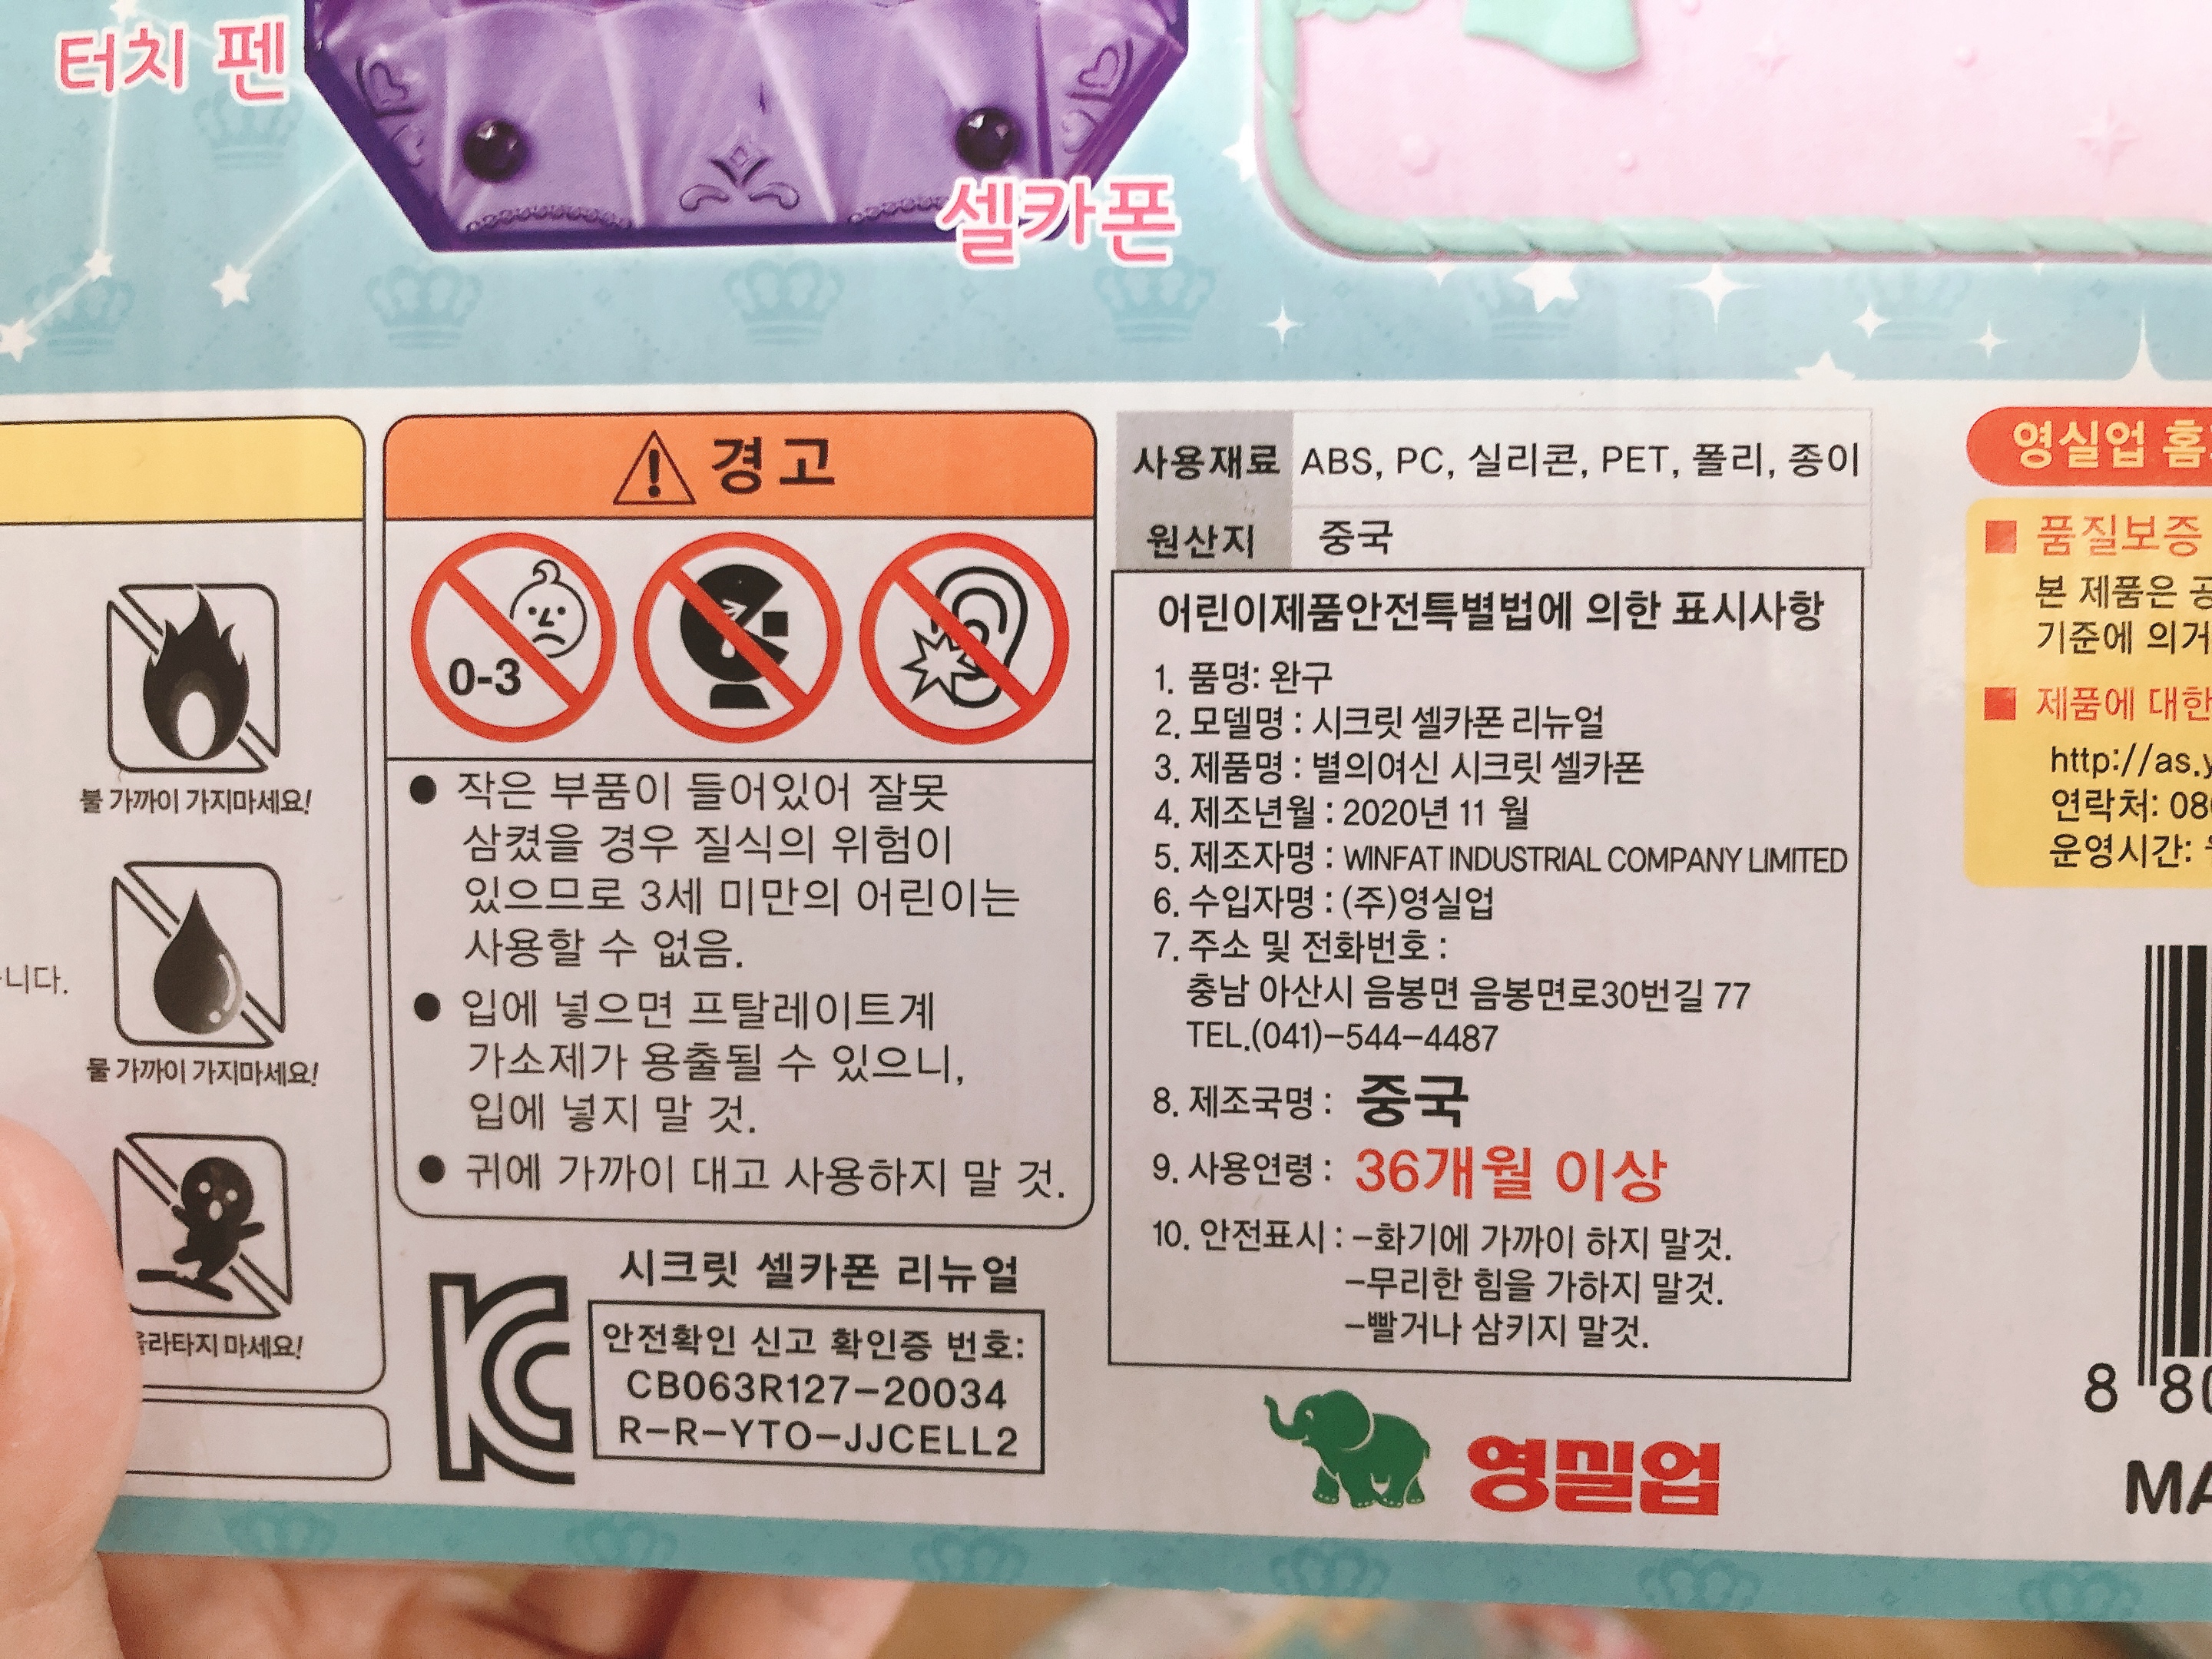 터치 펜
셀카폰
불 가까이 가지마세요!
물 가까이 가지마세요!
니다.
올라타지 마세요!
경고
0-3
● 작은 부품이 들어있어 잘못
삼켰을 경우 질식의 위험이
있으므로 3세 미만의 어린이는
사용할 수 없음.
● 입에 넣으면 프탈레이트계
가소제가 용출될 수 있으니,
입에 넣지 말 것.
● 귀에 가까이 대고 사용하지 말 것.
시크릿 셀카폰 리뉴얼
안전확인 신고 확인증 번호:
CB063R127-20034
R-R-YTO-JJCELL2
사용재료 ABS, PC, 실리콘, PET, 폴리, 종이
원산지 중국
어린이제품안전특별법에 의한 표시사항
1. 품명: 완구
2. 모델명 : 시크릿 셀카폰 리뉴얼
3. 제품명 : 별의여신 시크릿 셀카폰
4. 제조년월 : 2020년 11 월
5. 제조자명 : WINFAT INDUSTRIAL COMPANY LIMITED
6. 수입자명 : (주)영실업
7. 주소 및 전화번호 :
충남 아산시 음봉면 음봉면로30번길 77
TEL.(041)-544-4487
8. 제조국명 : 중국
9. 사용연령 : 36개월 이상
10. 안전표시 : -화기에 가까이 하지 말것.
-무리한 힘을 가하지 말것.
-빨거나 삼키지 말것.
영실업
영실업
■ 품질보증
본 제품은 공
기준에 의거
■ 제품에 대한
http://as.y
연락처: 08
운영시간:
8 80
MA